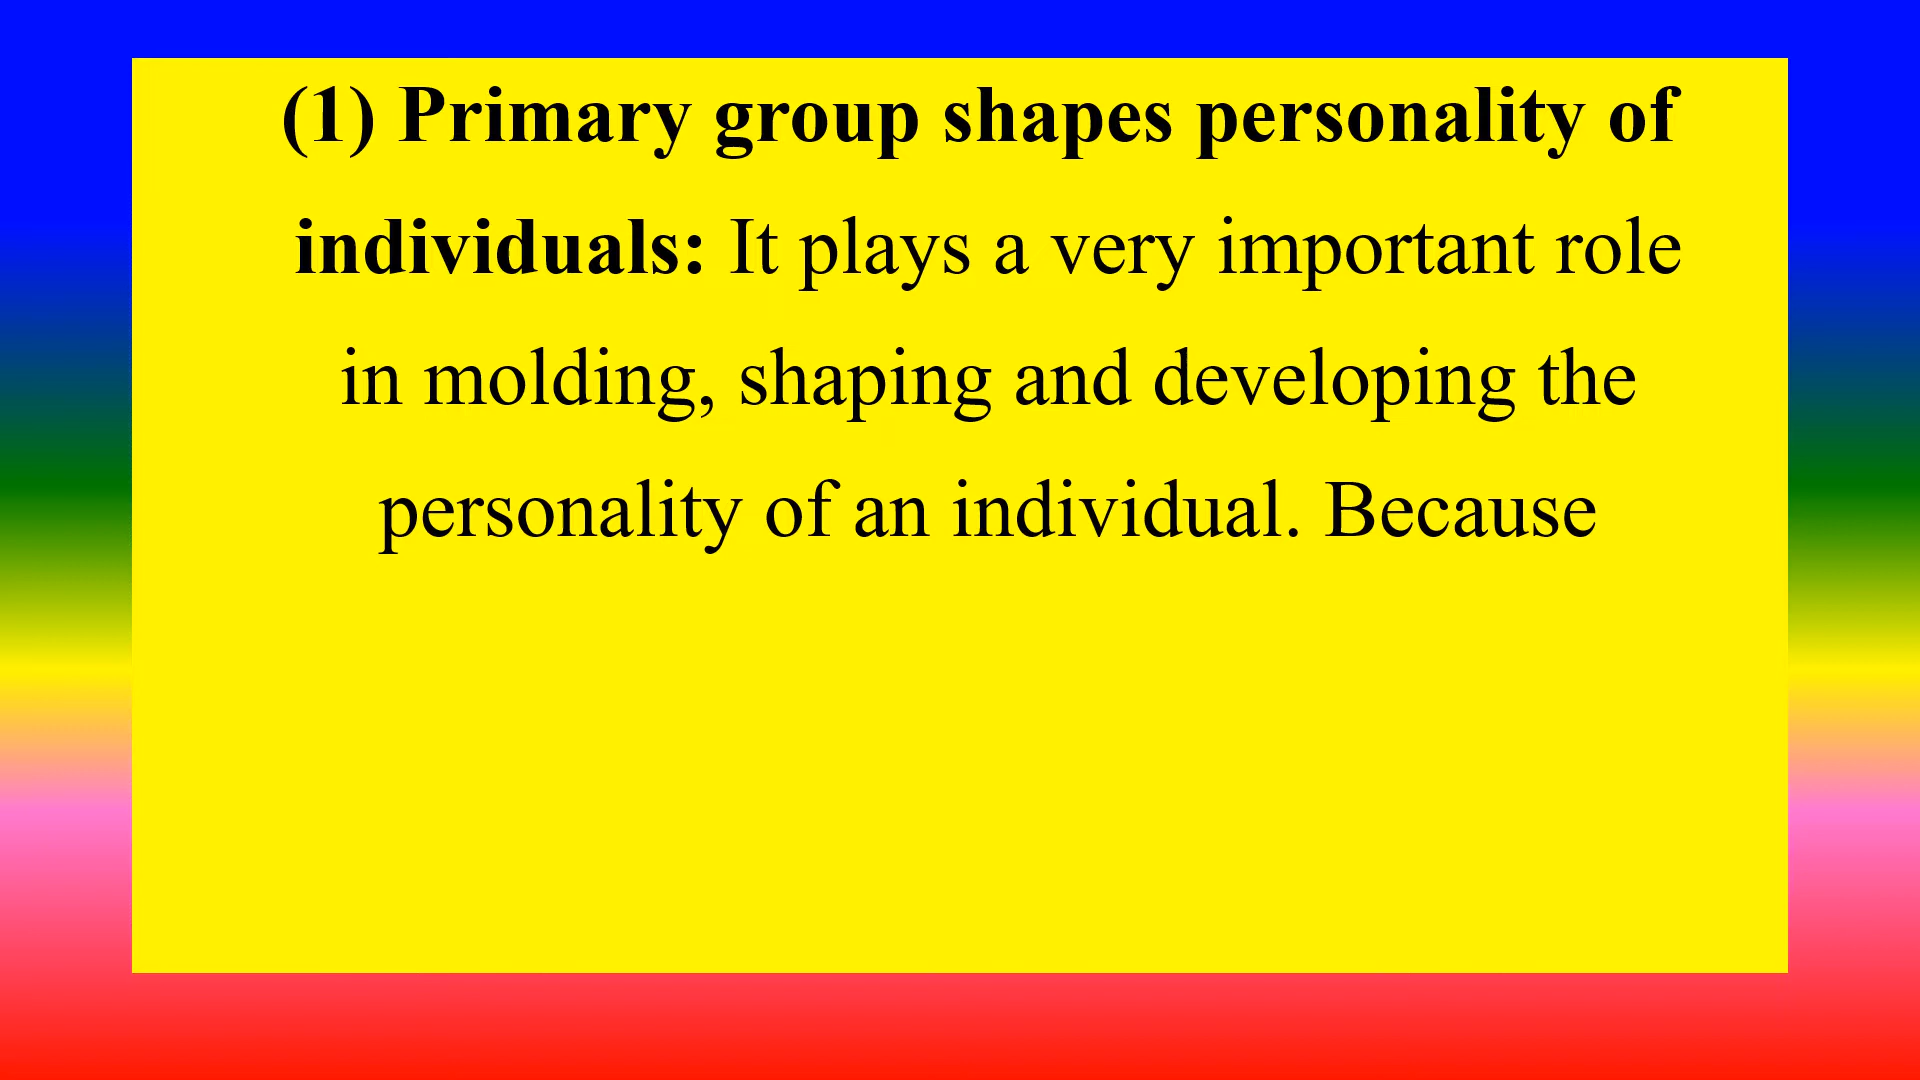 (1) Primary group shapes personality of
individuals: It plays a very important role
in molding, shaping and developing the
personality of an individual. Because